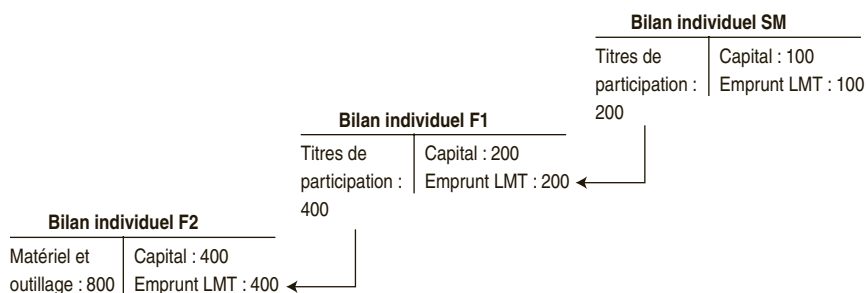 Bilan individuel SM
Titres de
participation :
200
Capital : 100
Emprunt LMT : 100
Bilan individuel F1
Titres de
participation :
400
Capital : 200
Emprunt LMT : 200
Bilan individuel F2
Matériel et
outillage : 800
Capital : 400
Emprunt LMT : 400